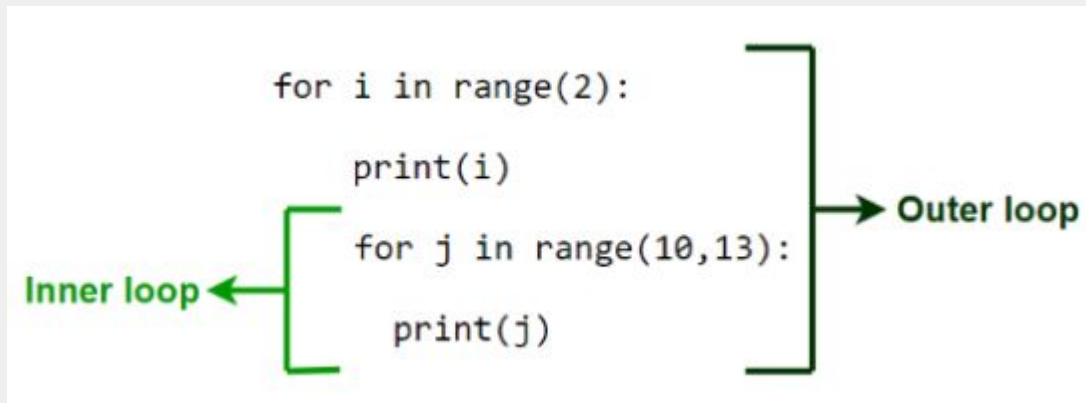 for i in range(2):
print(i)
Outer loop
for j in range(10,13):
Inner loop
print(j)